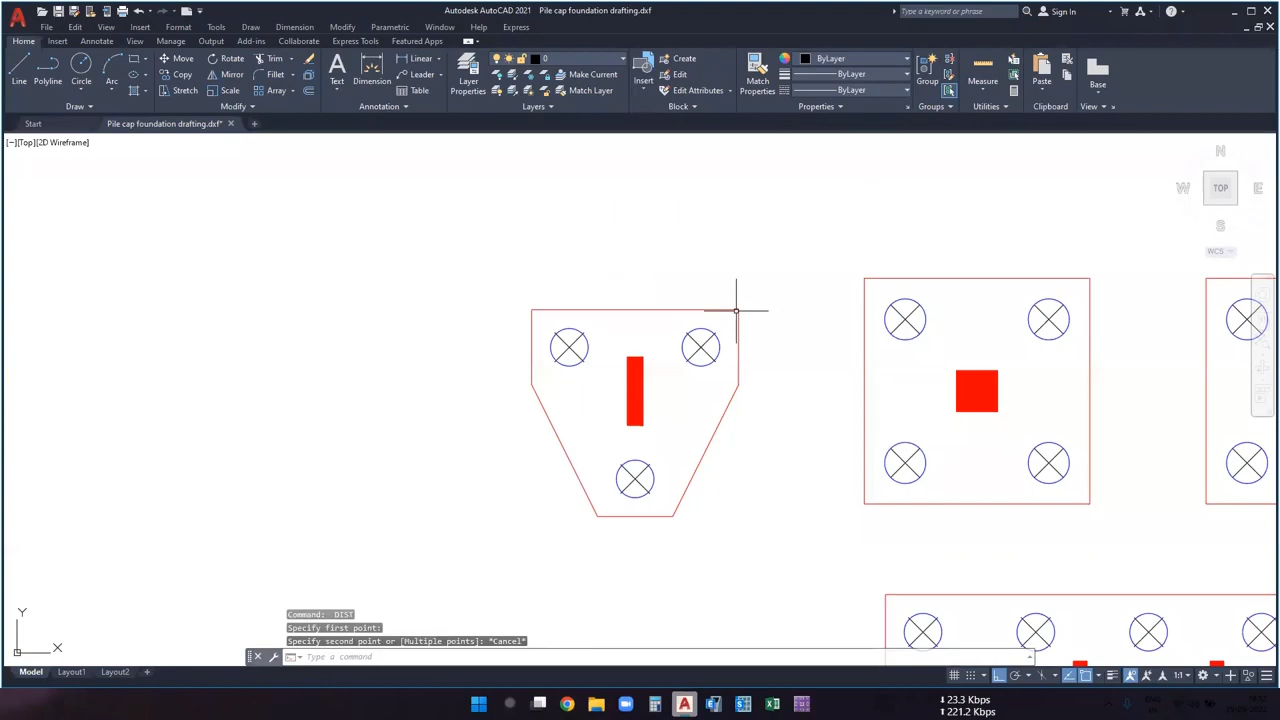 Autodesk AutoCAD 2021 Pile cap foundation drafting.dxf
Type a keyword or phrase
Sign In
File Edit View Insert Format Tools Draw Dimension Modify Parametric Window Help Express
Home Insert Annotate View Manage Output Add-ins Collaborate Express Tools Featured Apps
Line Polyline Circle Arc
Move Rotate Trim
Copy Mirror Fillet
Stretch Scale Array
Text Dimension
Linear
Leader
Table
Layer Properties
0
Make Current
Match Layer
Insert
Create
Edit
Edit Attributes
Match Properties
ByLayer
ByLayer
ByLayer
Group
Measure
Paste
Base
Draw Modify Annotation Layers Block Properties Groups Utilities Clipboard View
Start Pile cap foundation drafting.dxf*
[−][Top][2D Wireframe]
N
W TOP E
S
WCS
Y
X
Command: DIST
Specify first point:
Specify second point or [Multiple points]: *Cancel*
Type a command
Model Layout1 Layout2
1:1
23.3 Kbps
221.2 Kbps